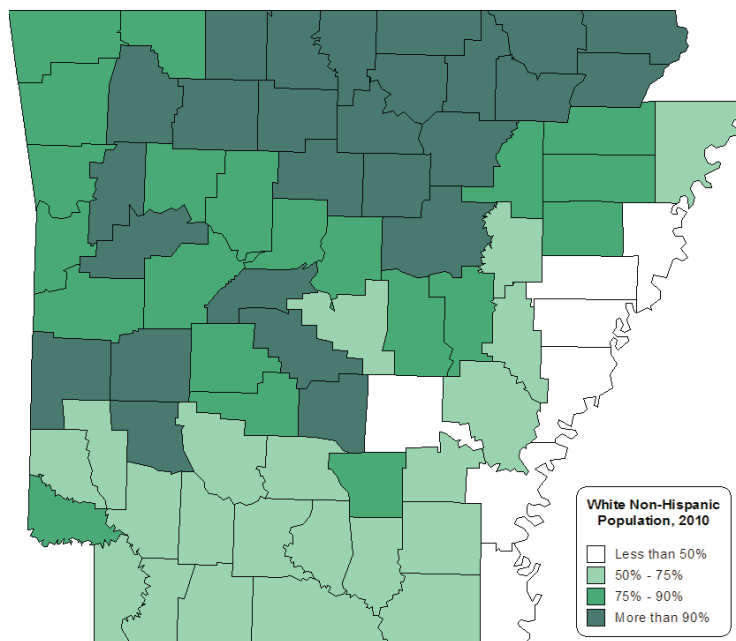 White Non-Hispanic
Population, 2010
Less than 50%
50% - 75%
75% - 90%
More than 90%